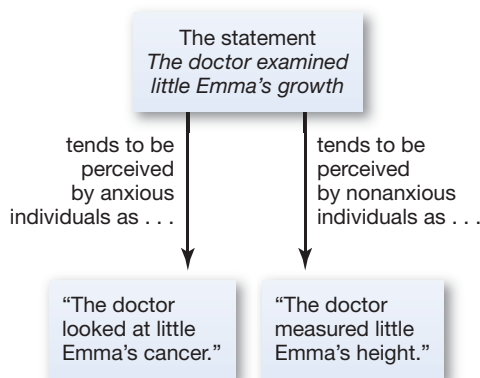 The statement
The doctor examined
little Emma’s growth
tends to be
perceived
by anxious
individuals as . . .
tends to be
perceived
by nonanxious
individuals as . . .
“The doctor
looked at little
Emma’s cancer.”
“The doctor
measured little
Emma’s height.”